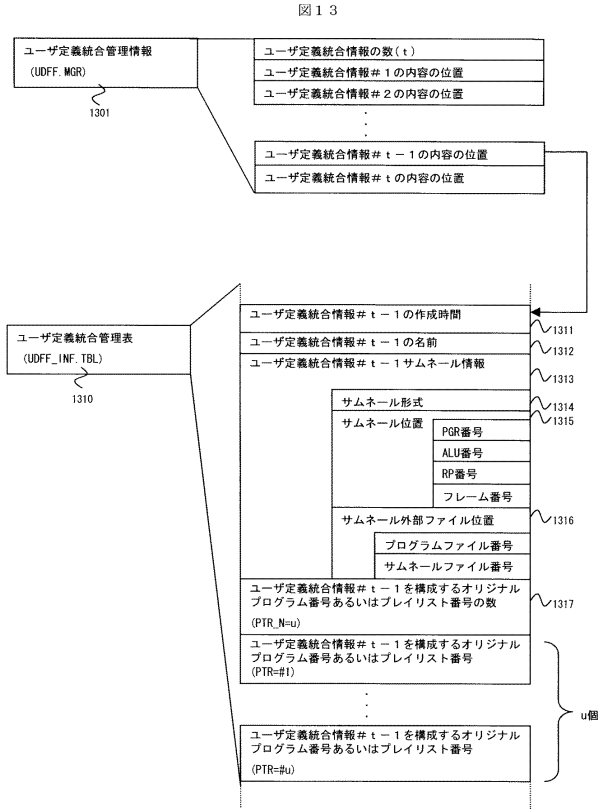 図１３
ユーザ定義統合管理情報
(UDFF.MGR)
1301
ユーザ定義統合情報の数(ｔ)
ユーザ定義統合情報＃１の内容の位置
ユーザ定義統合情報＃２の内容の位置
ユーザ定義統合情報＃ｔ－１の内容の位置
ユーザ定義統合情報＃ｔの内容の位置
ユーザ定義統合管理表
(UDFF_INF.TBL)
1310
ユーザ定義統合情報＃ｔ－１の作成時間
1311
ユーザ定義統合情報＃ｔ－１の名前
1312
ユーザ定義統合情報＃ｔ－１サムネール情報
1313
サムネール形式
1314
サムネール位置
1315
PGR番号
ALU番号
RP番号
フレーム番号
サムネール外部ファイル位置
1316
プログラムファイル番号
サムネールファイル番号
ユーザ定義統合情報＃ｔ－１を構成するオリジナル
プログラム番号あるいはプレイリスト番号の数
(PTR_N=u)
1317
ユーザ定義統合情報＃ｔ－１を構成するオリジナル
プログラム番号あるいはプレイリスト番号
(PTR=#1)
u個
ユーザ定義統合情報＃ｔ－１を構成するオリジナル
プログラム番号あるいはプレイリスト番号
(PTR=#u)